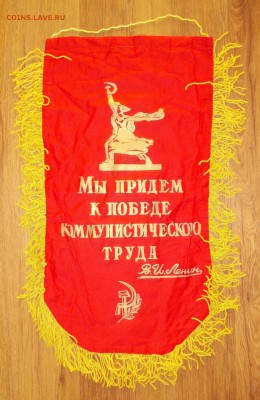 COINS.LAVE.RU
Мы придем
к победе
коммунистического
труда
В.И.Ленин